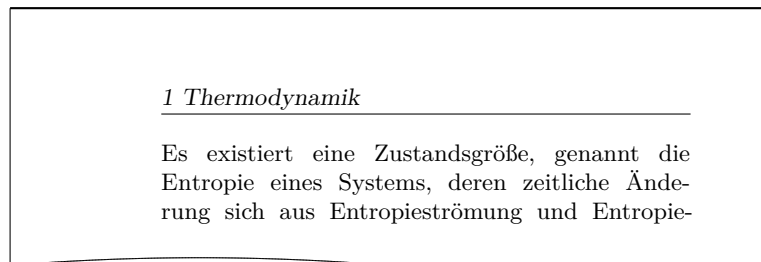 1 Thermodynamik
Es existiert eine Zustandsgröße, genannt die
Entropie eines Systems, deren zeitliche Ände-
rung sich aus Entropieströmung und Entropie-